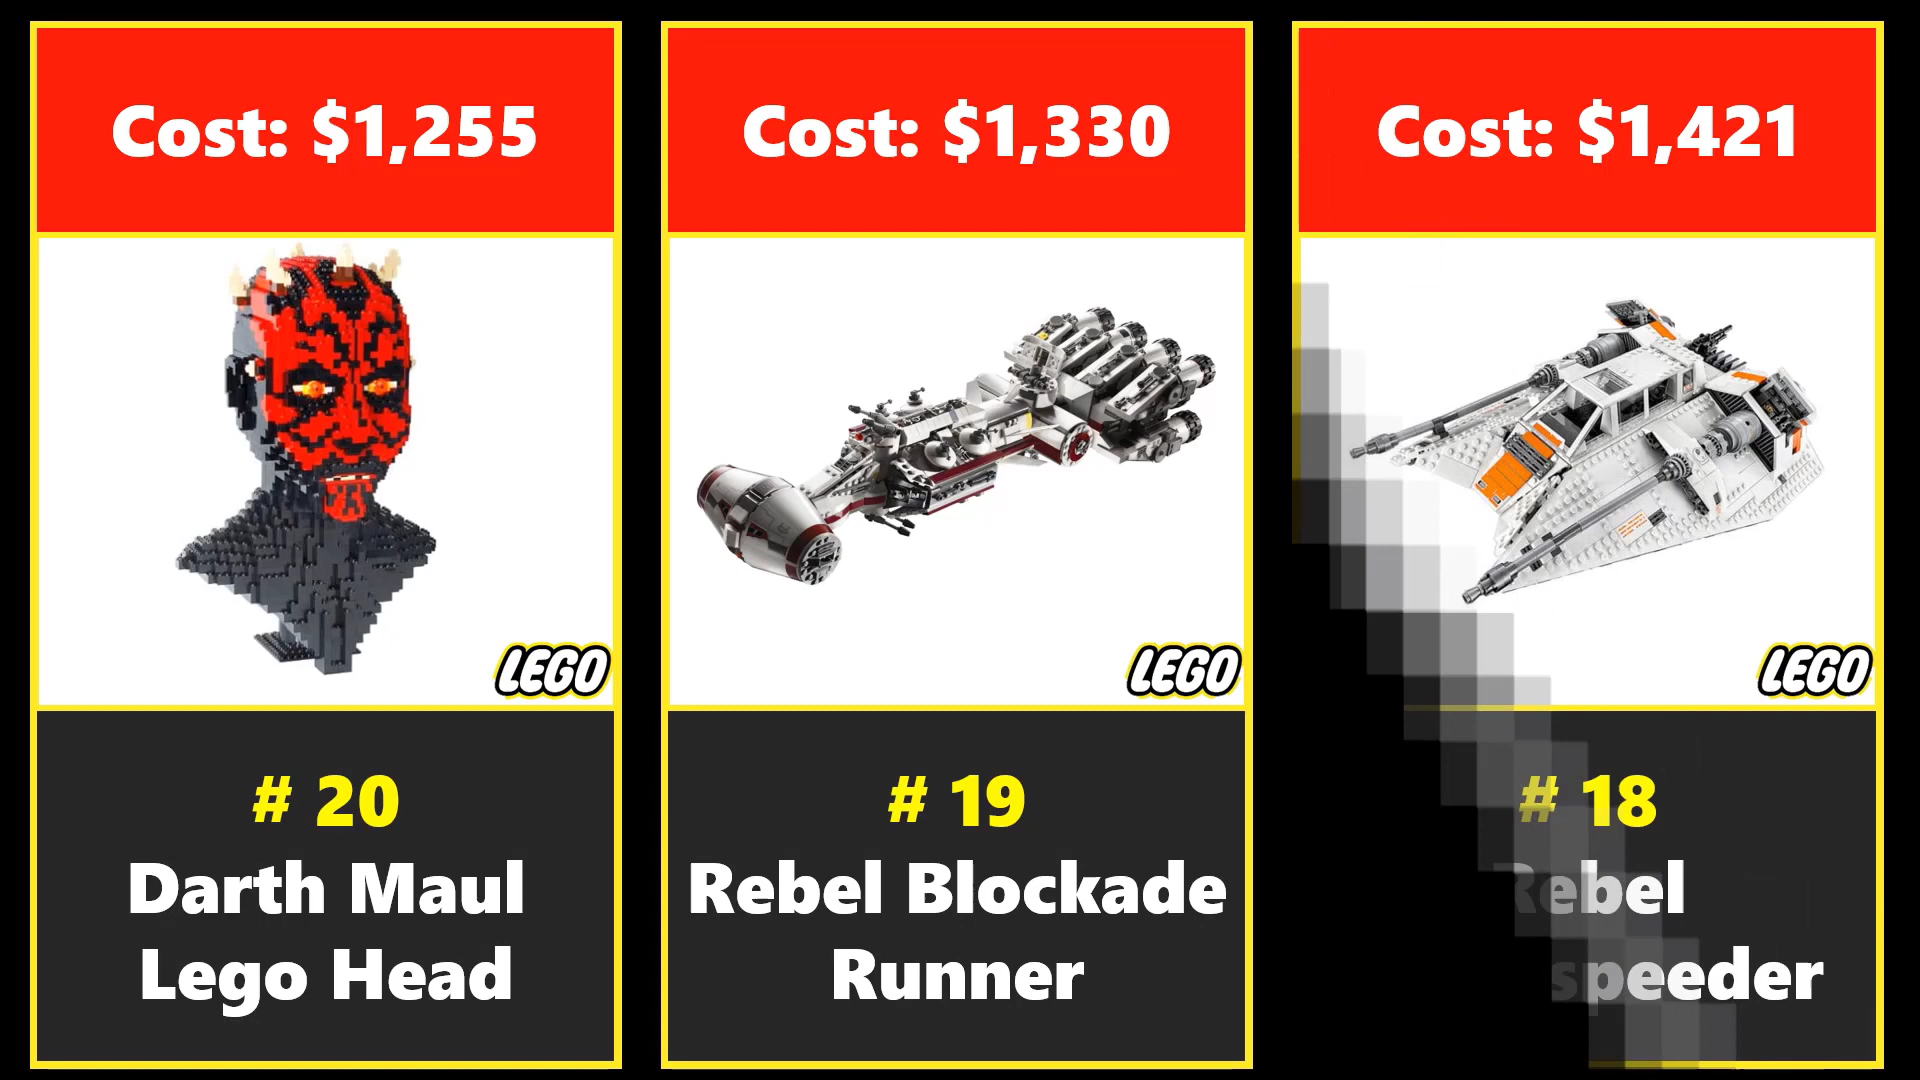 Cost: $1,255
LEGO
# 20
Darth Maul
Lego Head
Cost: $1,330
LEGO
# 19
Rebel Blockade
Runner
Cost: $1,421
LEGO
# 18
Rebel
speeder